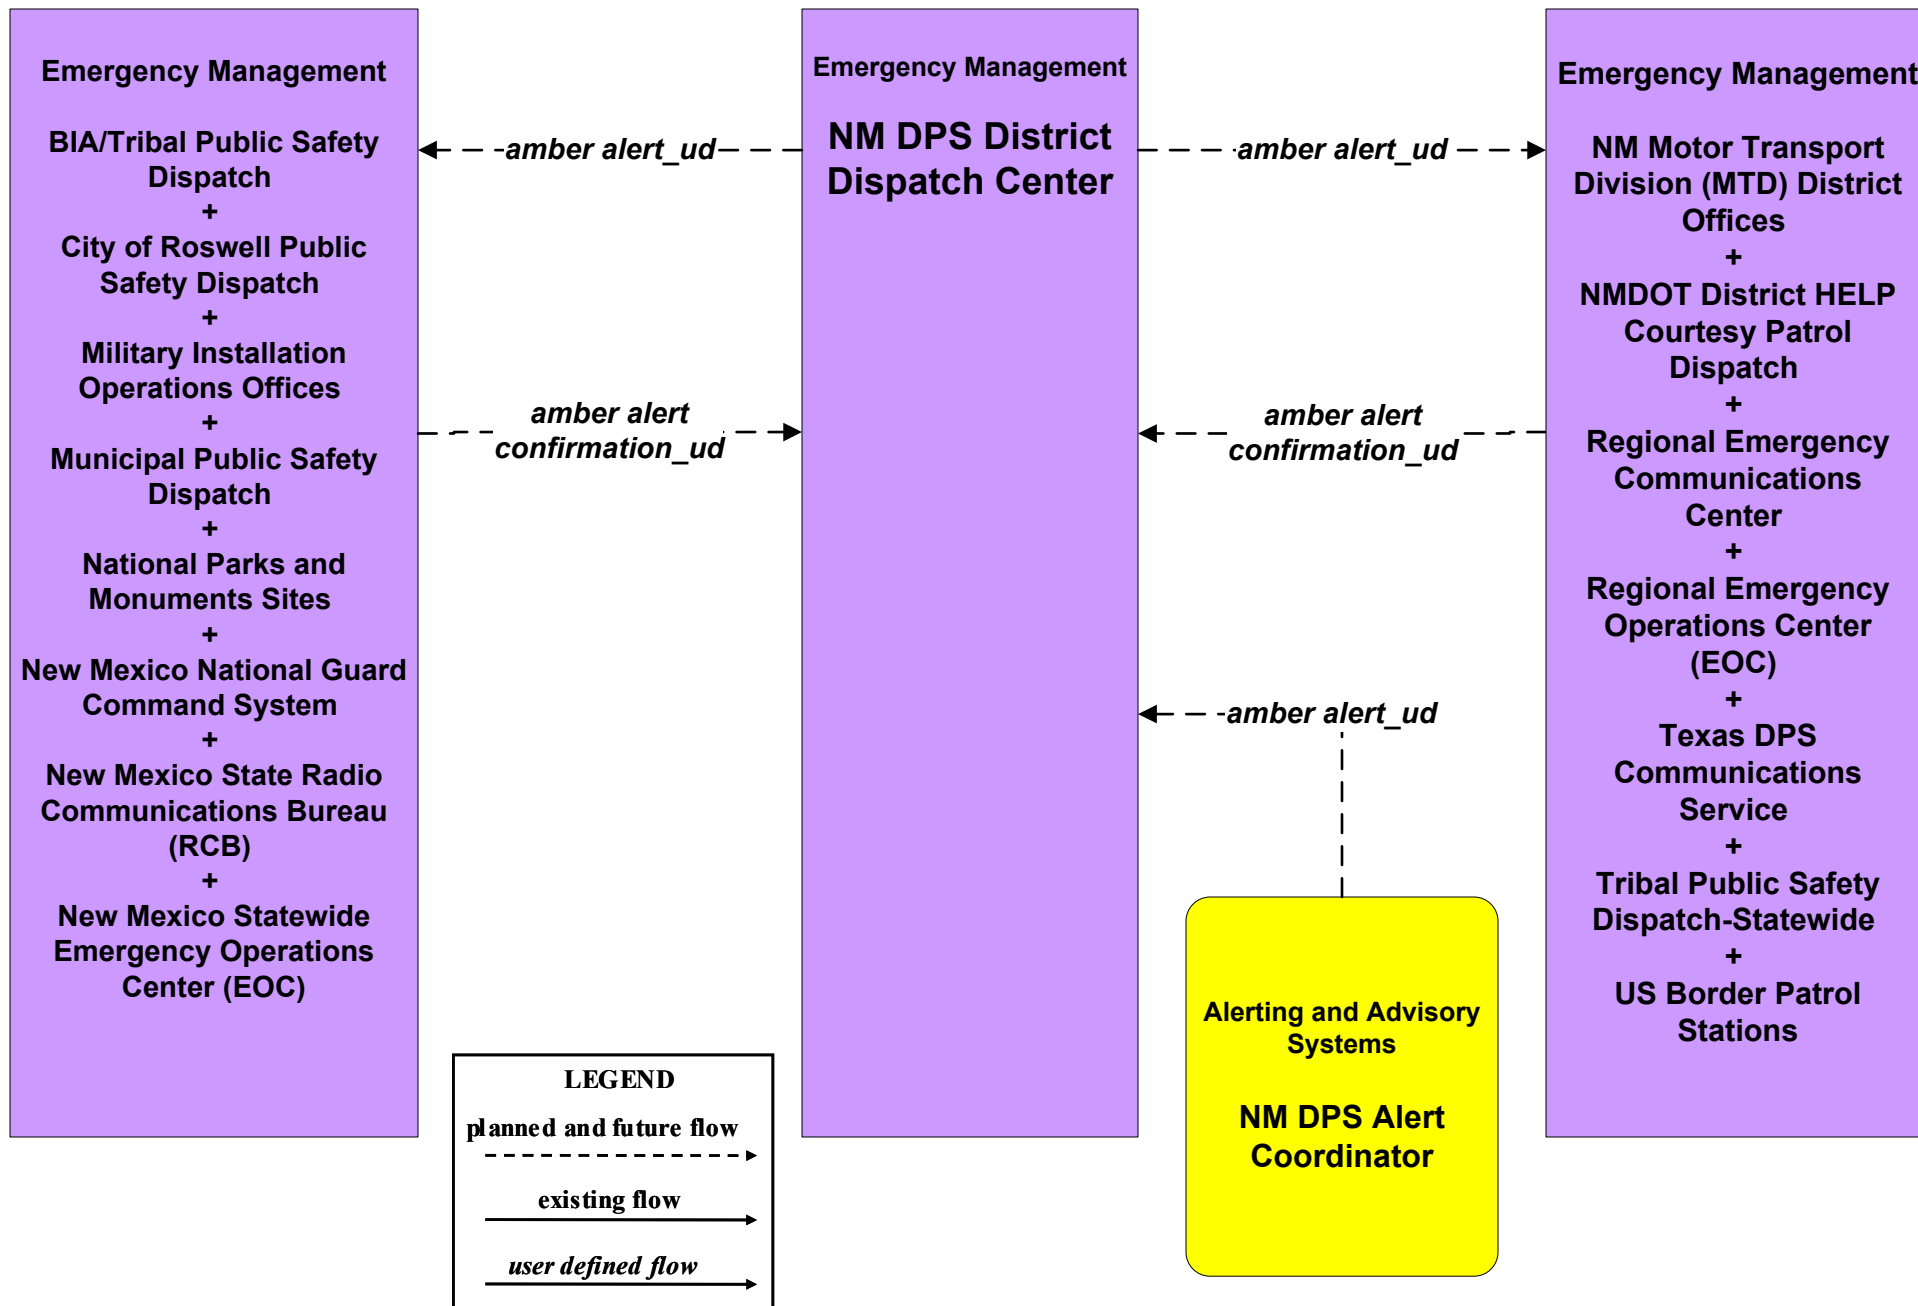 Emergency Management
BIA/Tribal Public Safety
Dispatch
+
City of Roswell Public
Safety Dispatch
+
Military Installation
Operations Offices
+
Municipal Public Safety
Dispatch
+
National Parks and
Monuments Sites
+
New Mexico National Guard
Command System
+
New Mexico State Radio
Communications Bureau
(RCB)
+
New Mexico Statewide
Emergency Operations
Center (EOC)
amber alert_ud
amber alert
confirmation_ud
Emergency Management
NM DPS District
Dispatch Center
amber alert_ud
amber alert
confirmation_ud
amber alert_ud
Alerting and Advisory
Systems
NM DPS Alert
Coordinator
Emergency Management
NM Motor Transport
Division (MTD) District
Offices
+
NMDOT District HELP
Courtesy Patrol
Dispatch
+
Regional Emergency
Communications
Center
+
Regional Emergency
Operations Center
(EOC)
+
Texas DPS
Communications
Service
+
Tribal Public Safety
Dispatch-Statewide
+
US Border Patrol
Stations
LEGEND
planned and future flow
existing flow
user defined flow